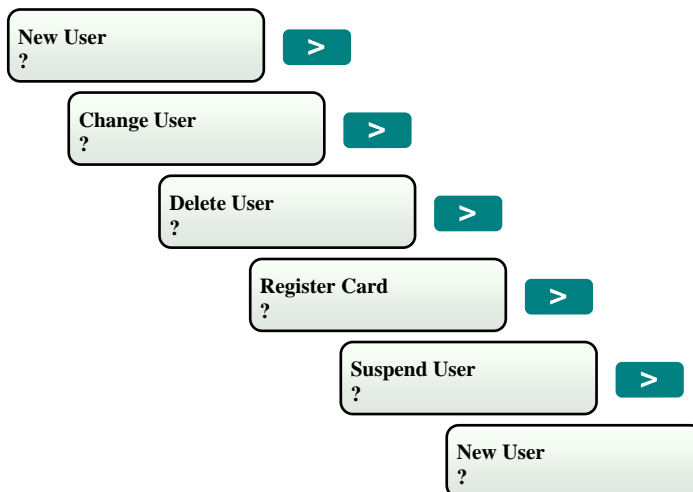 New User
?
>
Change User
?
>
Delete User
?
>
Register Card
?
>
Suspend User
?
>
New User
?